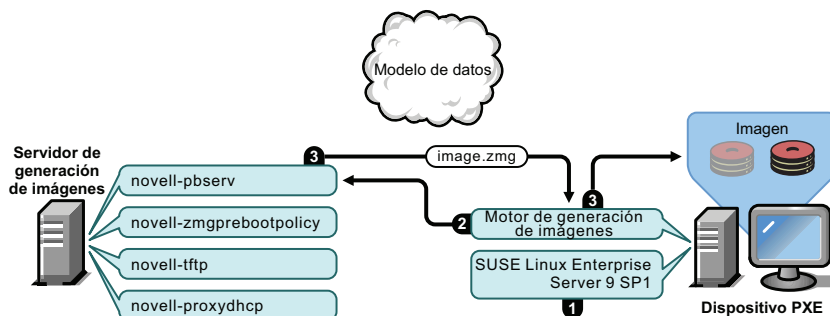 Modelo de datos
Imagen
Servidor de
generación
de imágenes
3
image.zmg
3
novell-pbserv
2
Motor de generación
de imágenes
novell-zmgprebootpolicy
novell-tftp
SUSE Linux Enterprise
Server 9 SP1
novell-proxydhcp
1
Dispositivo PXE